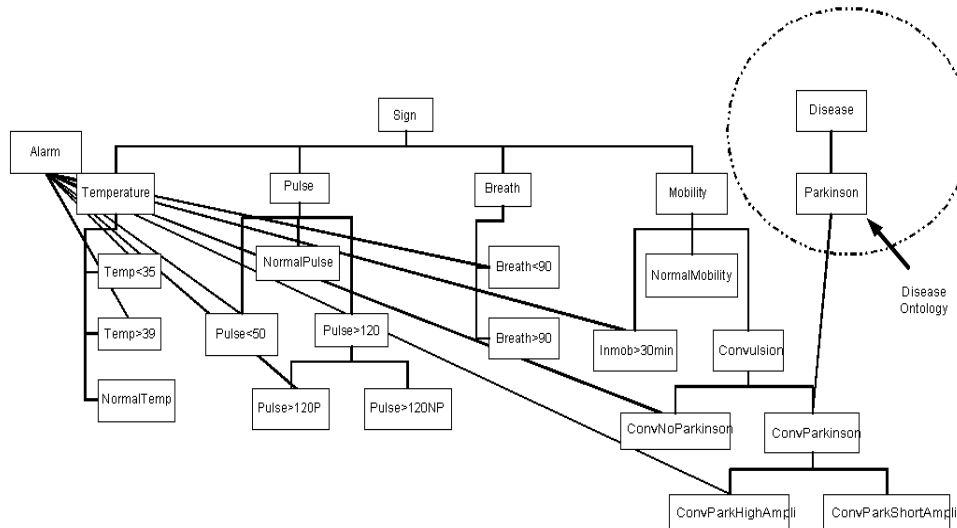 Disease
Sign
Alarm
Temperature
Pulse
Breath
Mobility
Parkinson
NormalPulse
Breath<90
NormalMobility
Temp<35
Disease
Ontology
Temp>39
Pulse<50
Pulse>120
Breath>90
Inmob>30min
Convulsion
NormalTemp
Pulse>120P
Pulse>120NP
ConvNoParkinson
ConvParkinson
ConvParkHighAmpli
ConvParkShortAmpli